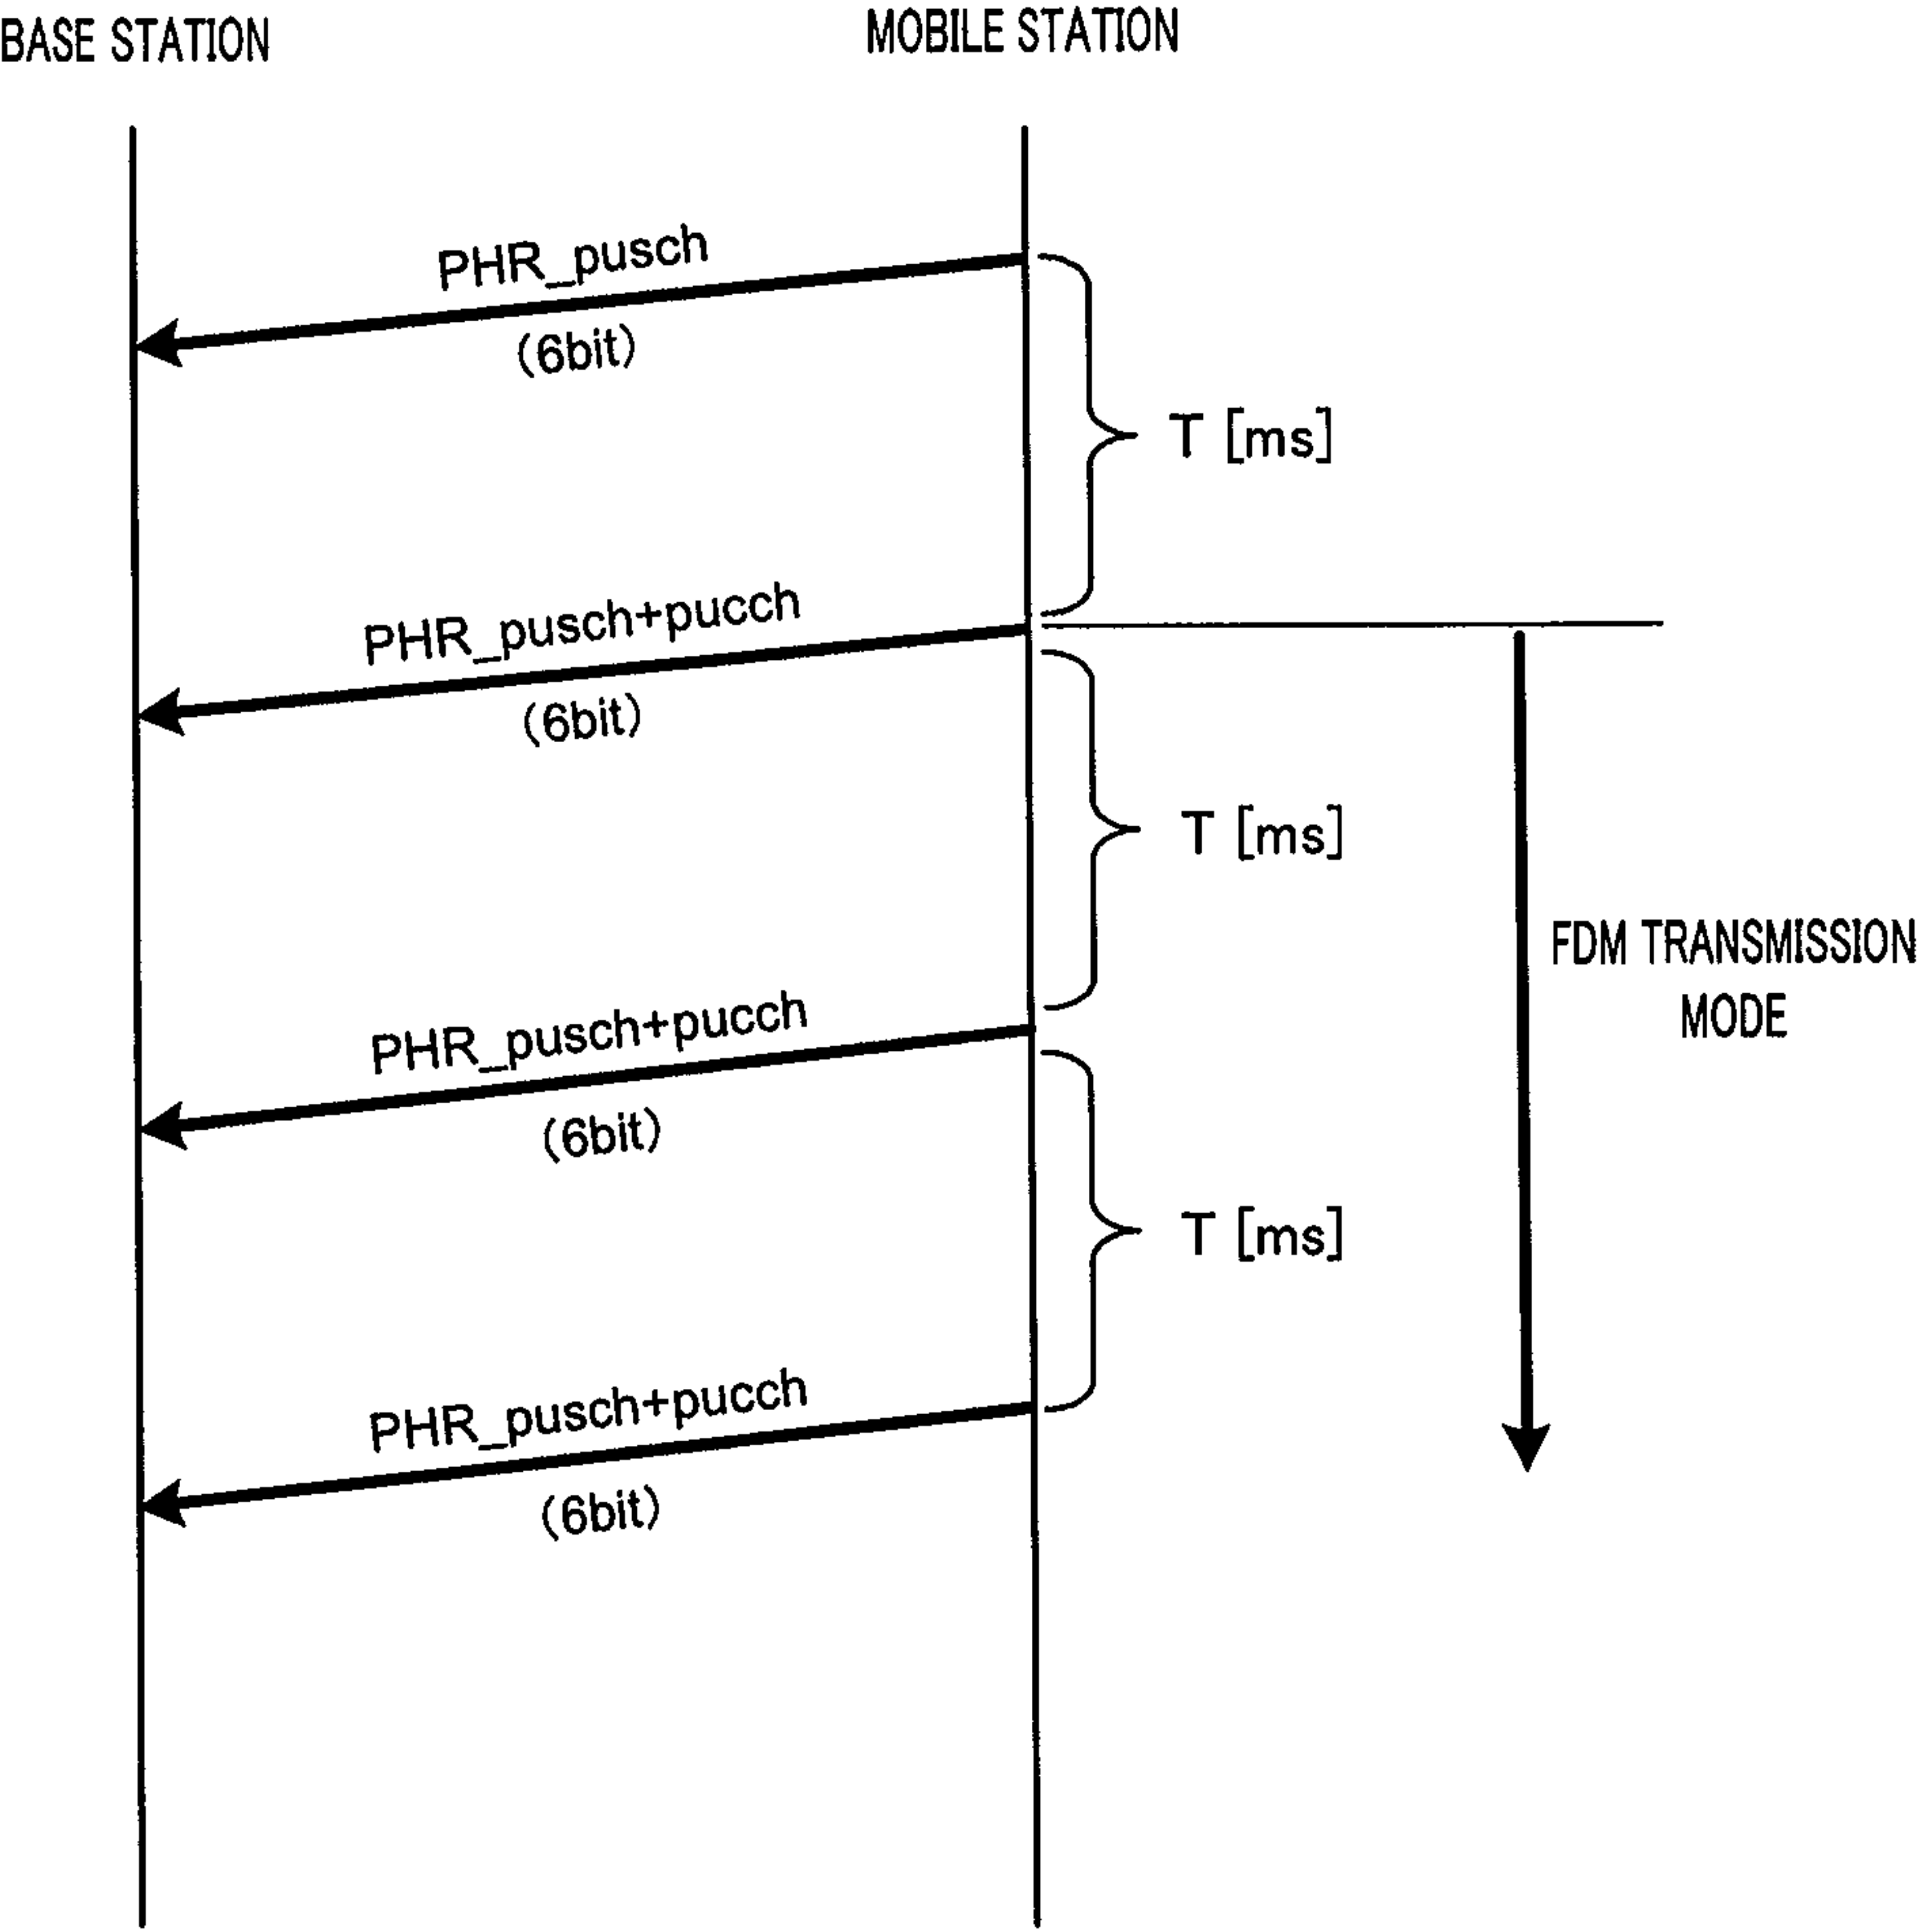 BASE STATION
MOBILE STATION
PHR_pusch
(6bit)
T [ms]
PHR_pusch+pucch
(6bit)
T [ms]
FDM TRANSMISSION
MODE
PHR_pusch+pucch
(6bit)
T [ms]
PHR_pusch+pucch
(6bit)